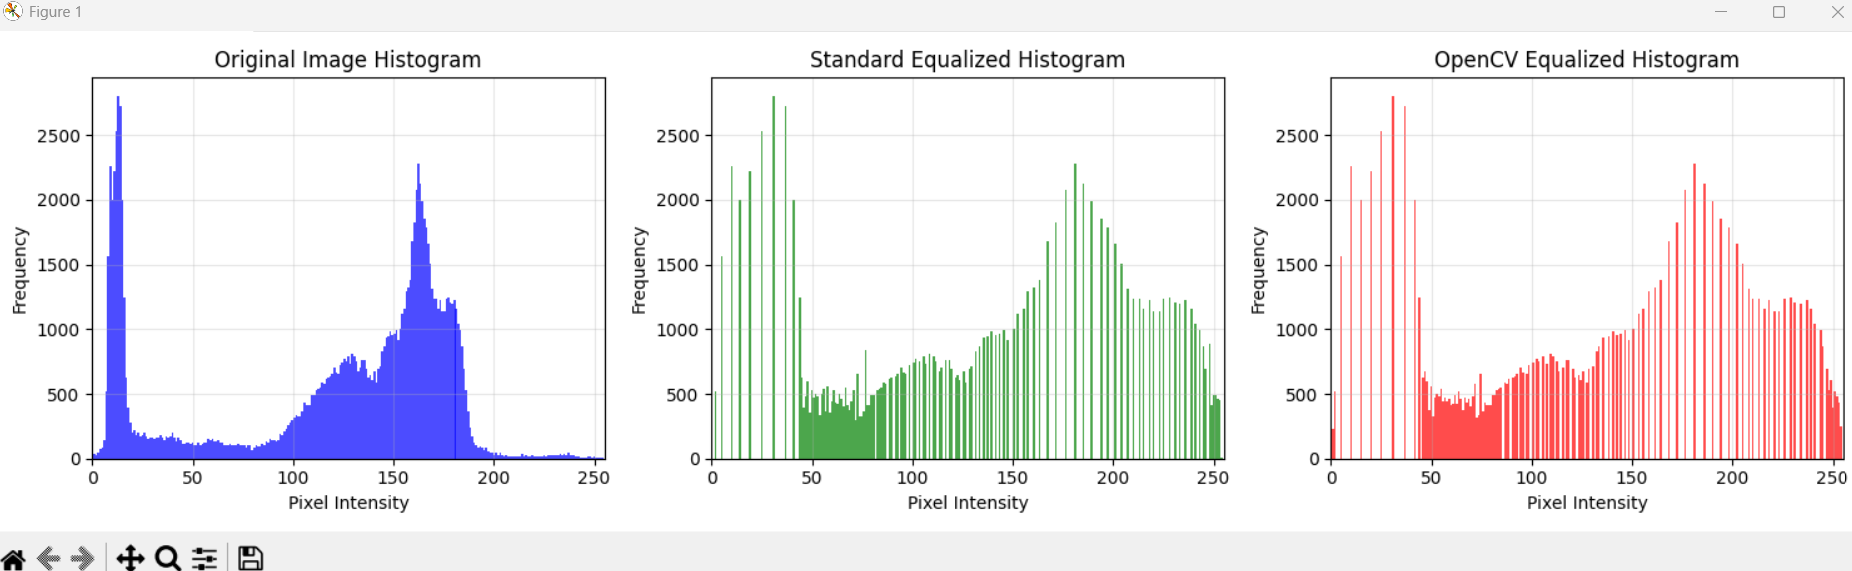 Figure 1
Original Image Histogram
Frequency
2500
2000
1500
1000
500
0
0 50 100 150 200 250
Pixel Intensity
Standard Equalized Histogram
Frequency
2500
2000
1500
1000
500
0
0 50 100 150 200 250
Pixel Intensity
OpenCV Equalized Histogram
Frequency
2500
2000
1500
1000
500
0
0 50 100 150 200 250
Pixel Intensity